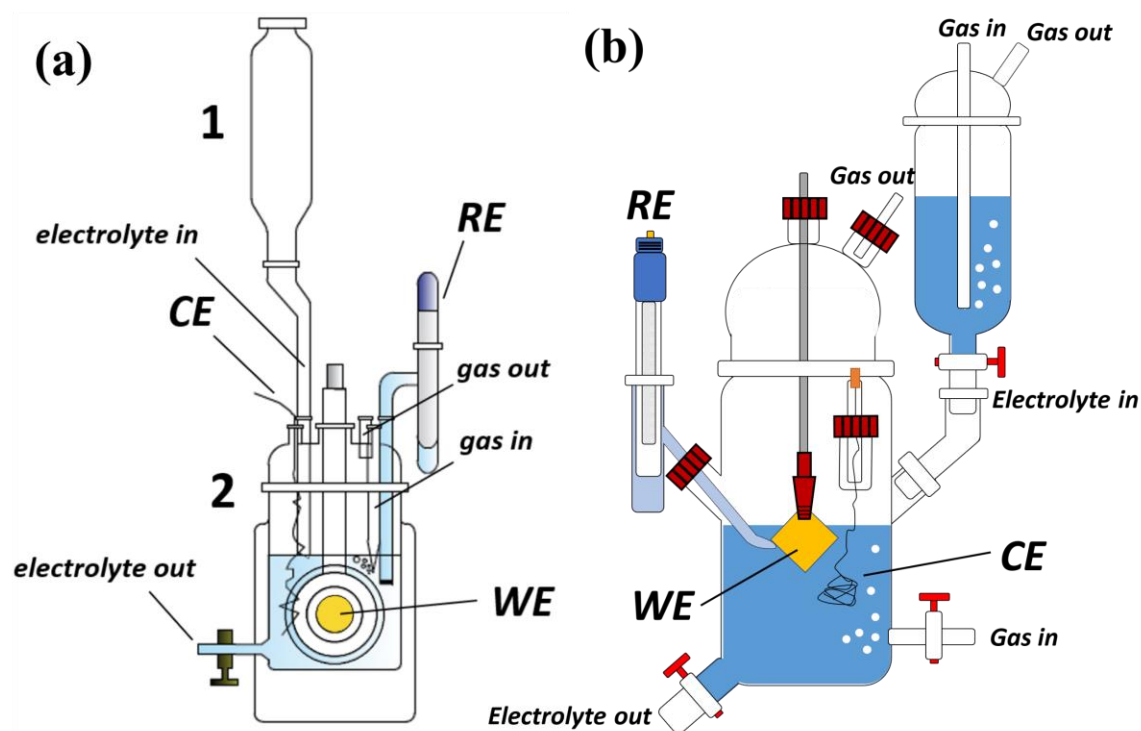 (a)
1
electrolyte in
CE
RE
gas out
gas in
2
electrolyte out
WE
(b)
Gas in
Gas out
Gas out
RE
Electrolyte in
WE
CE
Gas in
Electrolyte out